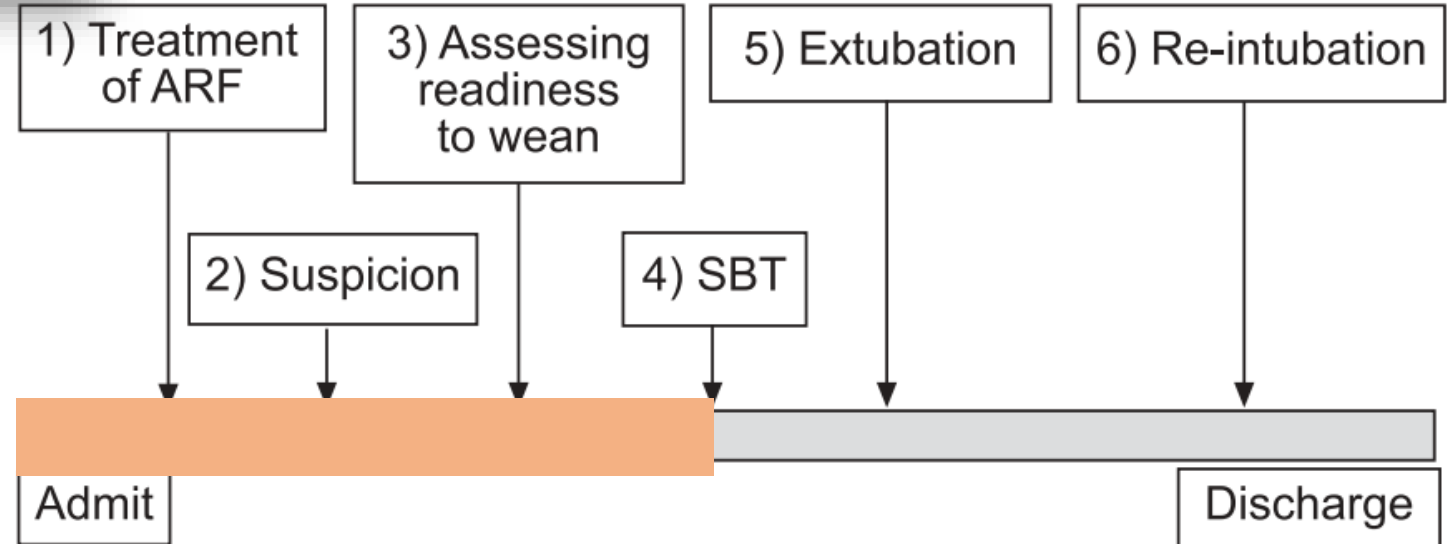 1) Treatment
of ARF
2) Suspicion
3) Assessing
readiness
to wean
4) SBT
5) Extubation
6) Re-intubation
Admit
Discharge